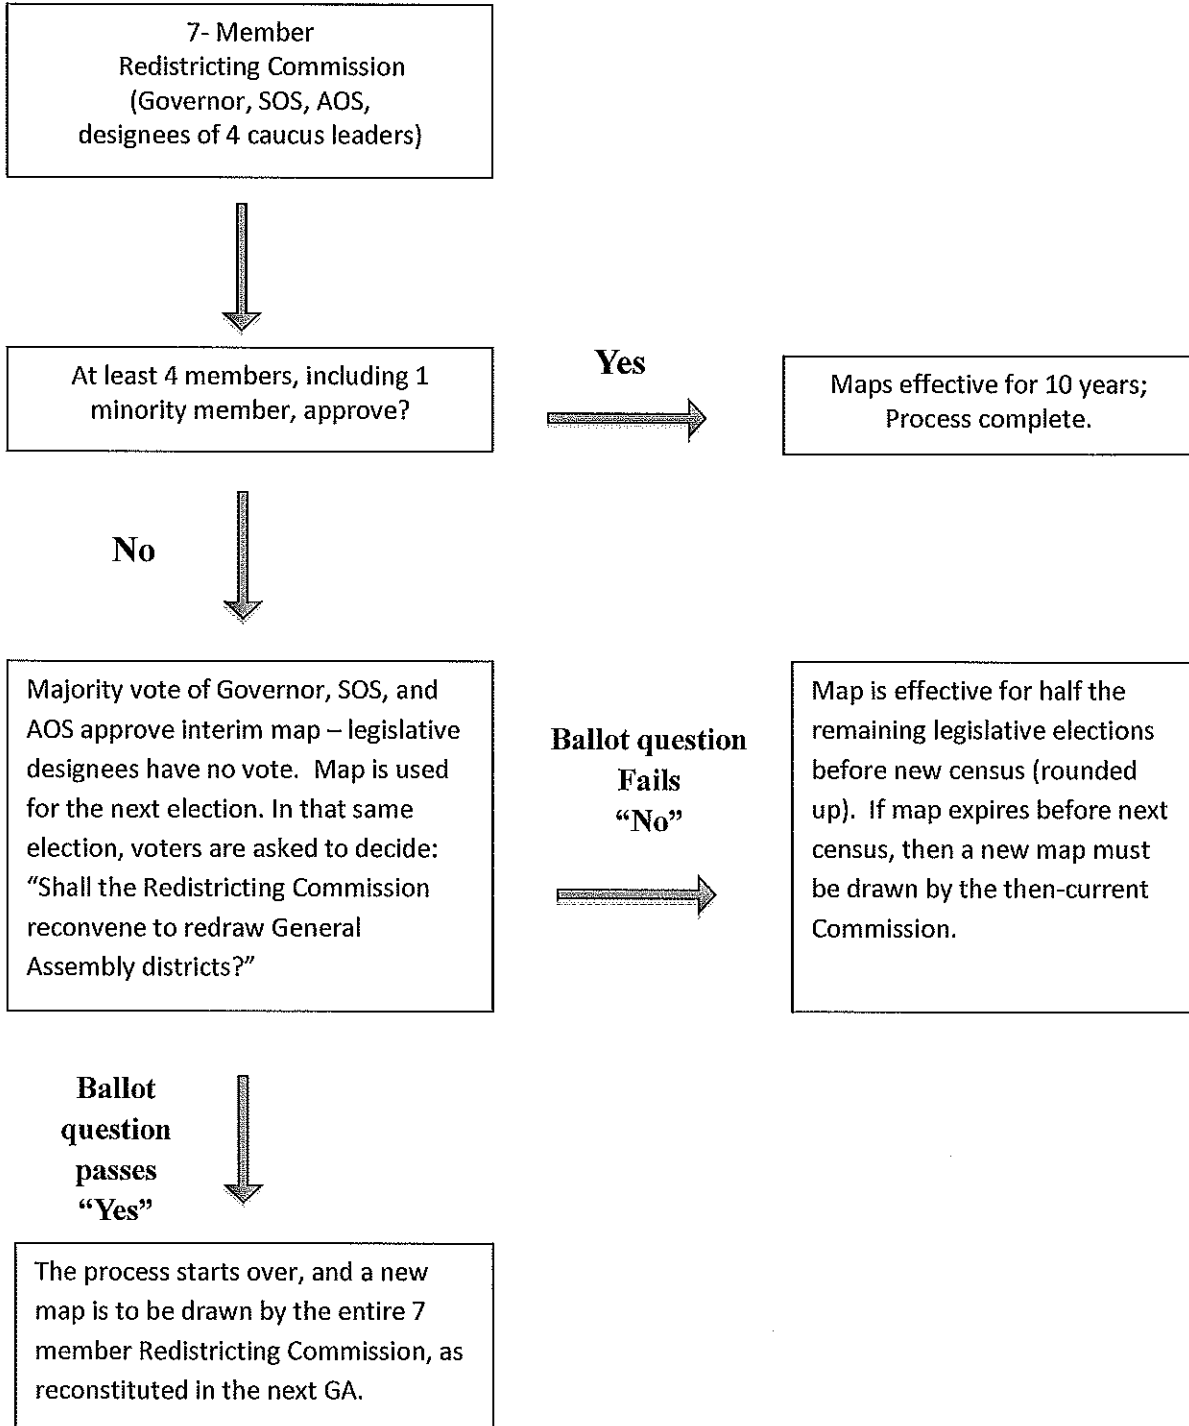 7- Member
Redistricting Commission
(Governor, SOS, AOS,
designees of 4 caucus leaders)
At least 4 members, including 1
minority member, approve?
Yes
Maps effective for 10 years;
Process complete.
No
Majority vote of Governor, SOS, and
AOS approve interim map – legislative
designees have no vote.  Map is used
for the next election. In that same
election, voters are asked to decide:
“Shall the Redistricting Commission
reconvene to redraw General
Assembly districts?”
Ballot question
Fails
“No”
Map is effective for half the
remaining legislative elections
before new census (rounded
up).  If map expires before next
census, then a new map must
be drawn by the then-current
Commission.
Ballot
question
passes
“Yes”
The process starts over, and a new
map is to be drawn by the entire 7
member Redistricting Commission, as
reconstituted in the next GA.